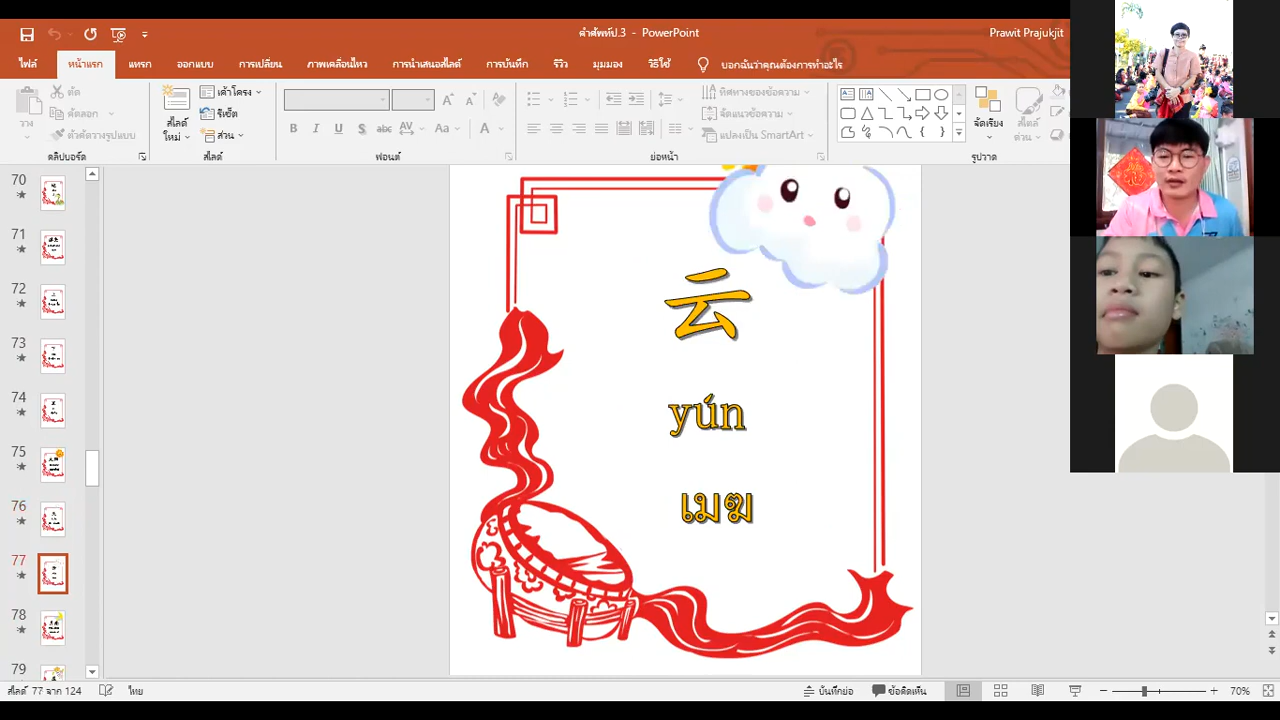 คำศัพท์ป.3 - PowerPoint
Prawit Prajukjit
ไฟล์ หน้าแรก แทรก ออกแบบ การเปลี่ยน ภาพเคลื่อนไหว การนำเสนอสไลด์ การบันทึก รีวิว มุมมอง วิธีใช้ บอกฉันว่าคุณต้องการทำอะไร
วาง
ตัด
คัดลอก
ตัวคัดวางรูปแบบ
คลิปบอร์ด
สไลด์
ใหม่
เค้าโครง
รีเซ็ต
ส่วน
สไลด์
B I U S abc AV Aa A
ฟอนต์
ทิศทางของข้อความ
จัดแนวข้อความ
แปลงเป็น SmartArt
ย่อหน้า
จัดเรียง
สไตล์
ด่วน
รูปวาด
70
71
72
73
74
75
76
77
78
79
云
yún
เมฆ
สไลด์ 77 จาก 124
ไทย
บันทึกย่อ
ข้อคิดเห็น
70%